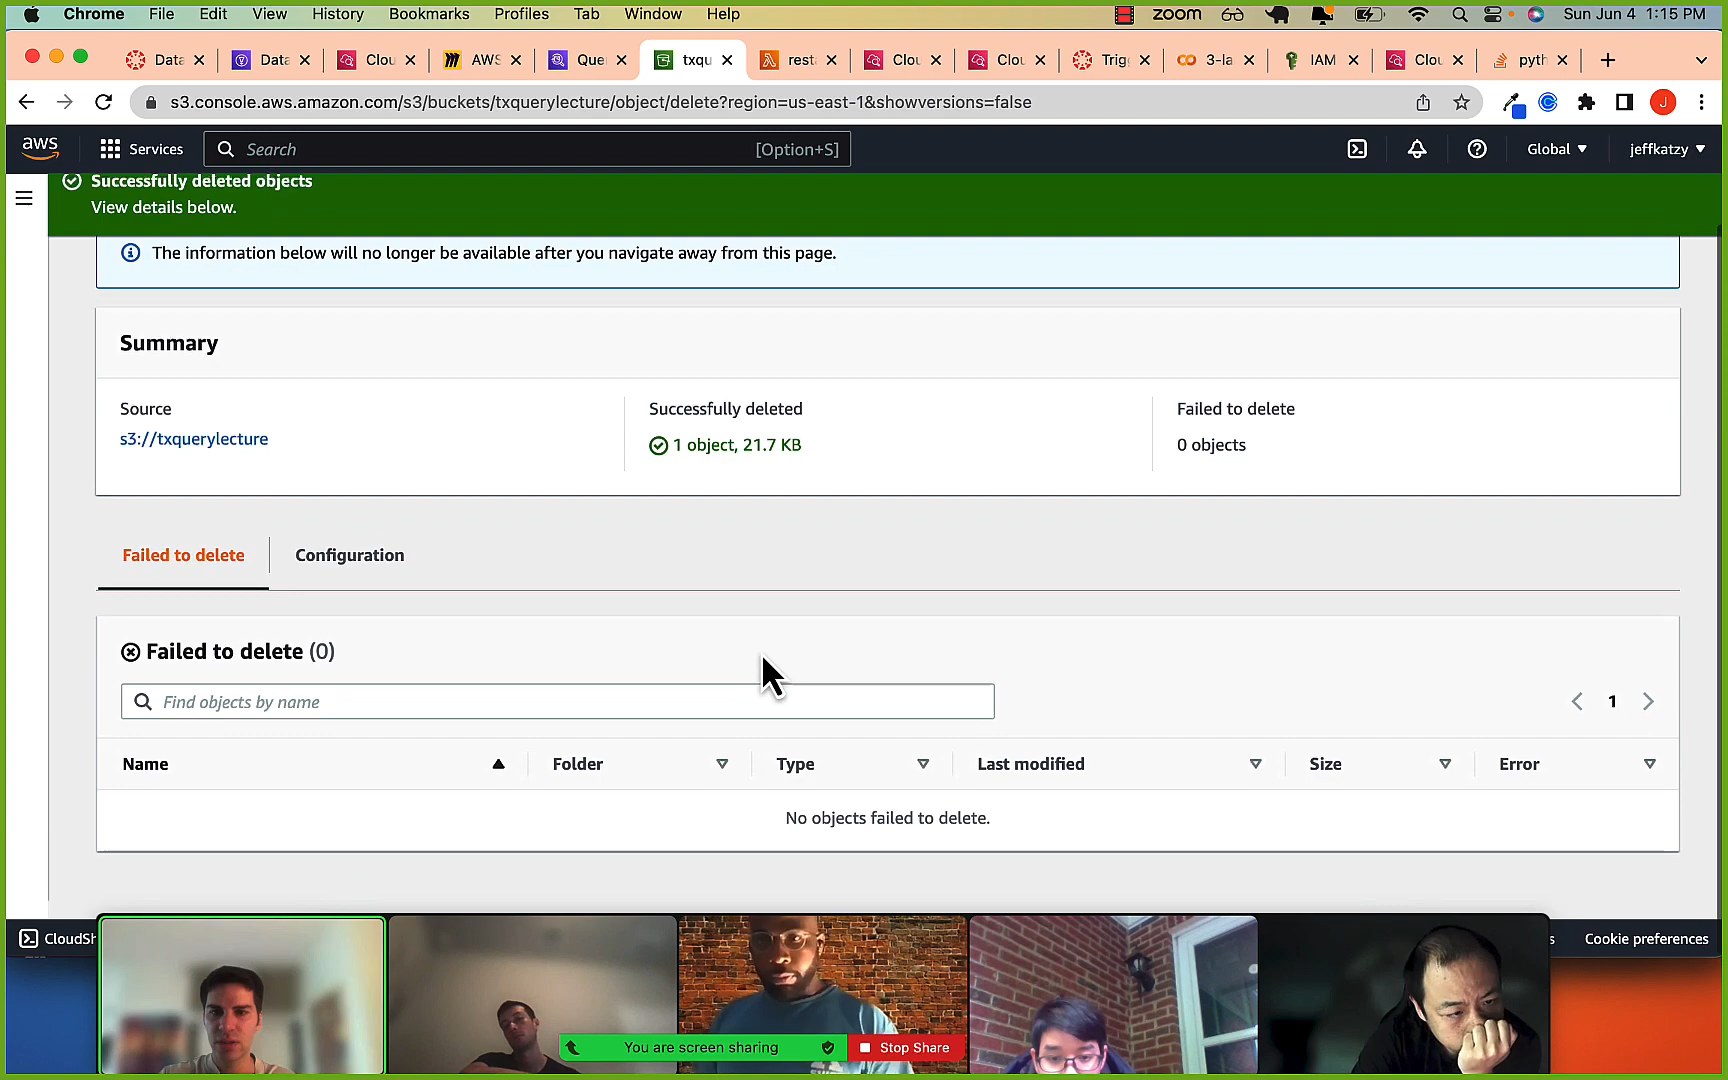 Chrome File Edit View History Bookmarks Profiles Tab Window Help zoom Sun Jun 4 1:15 PM
Data Data Clou AWS Que txqu rest Clou Clou Trig 3-la IAM Clou pyth
s3.console.aws.amazon.com/s3/buckets/txquerylecture/object/delete?region=us-east-1&showversions=false J
aws Services Search [Option+S] Global jeffkatzy
Successfully deleted objects
View details below.
The information below will no longer be available after you navigate away from this page.
Summary
Source Successfully deleted Failed to delete
s3://txquerylecture 1 object, 21.7 KB 0 objects
Failed to delete Configuration
Failed to delete (0)
Find objects by name 1
Name Folder Type Last modified Size Error
No objects failed to delete.
CloudSh s Cookie preferences
You are screen sharing Stop Share